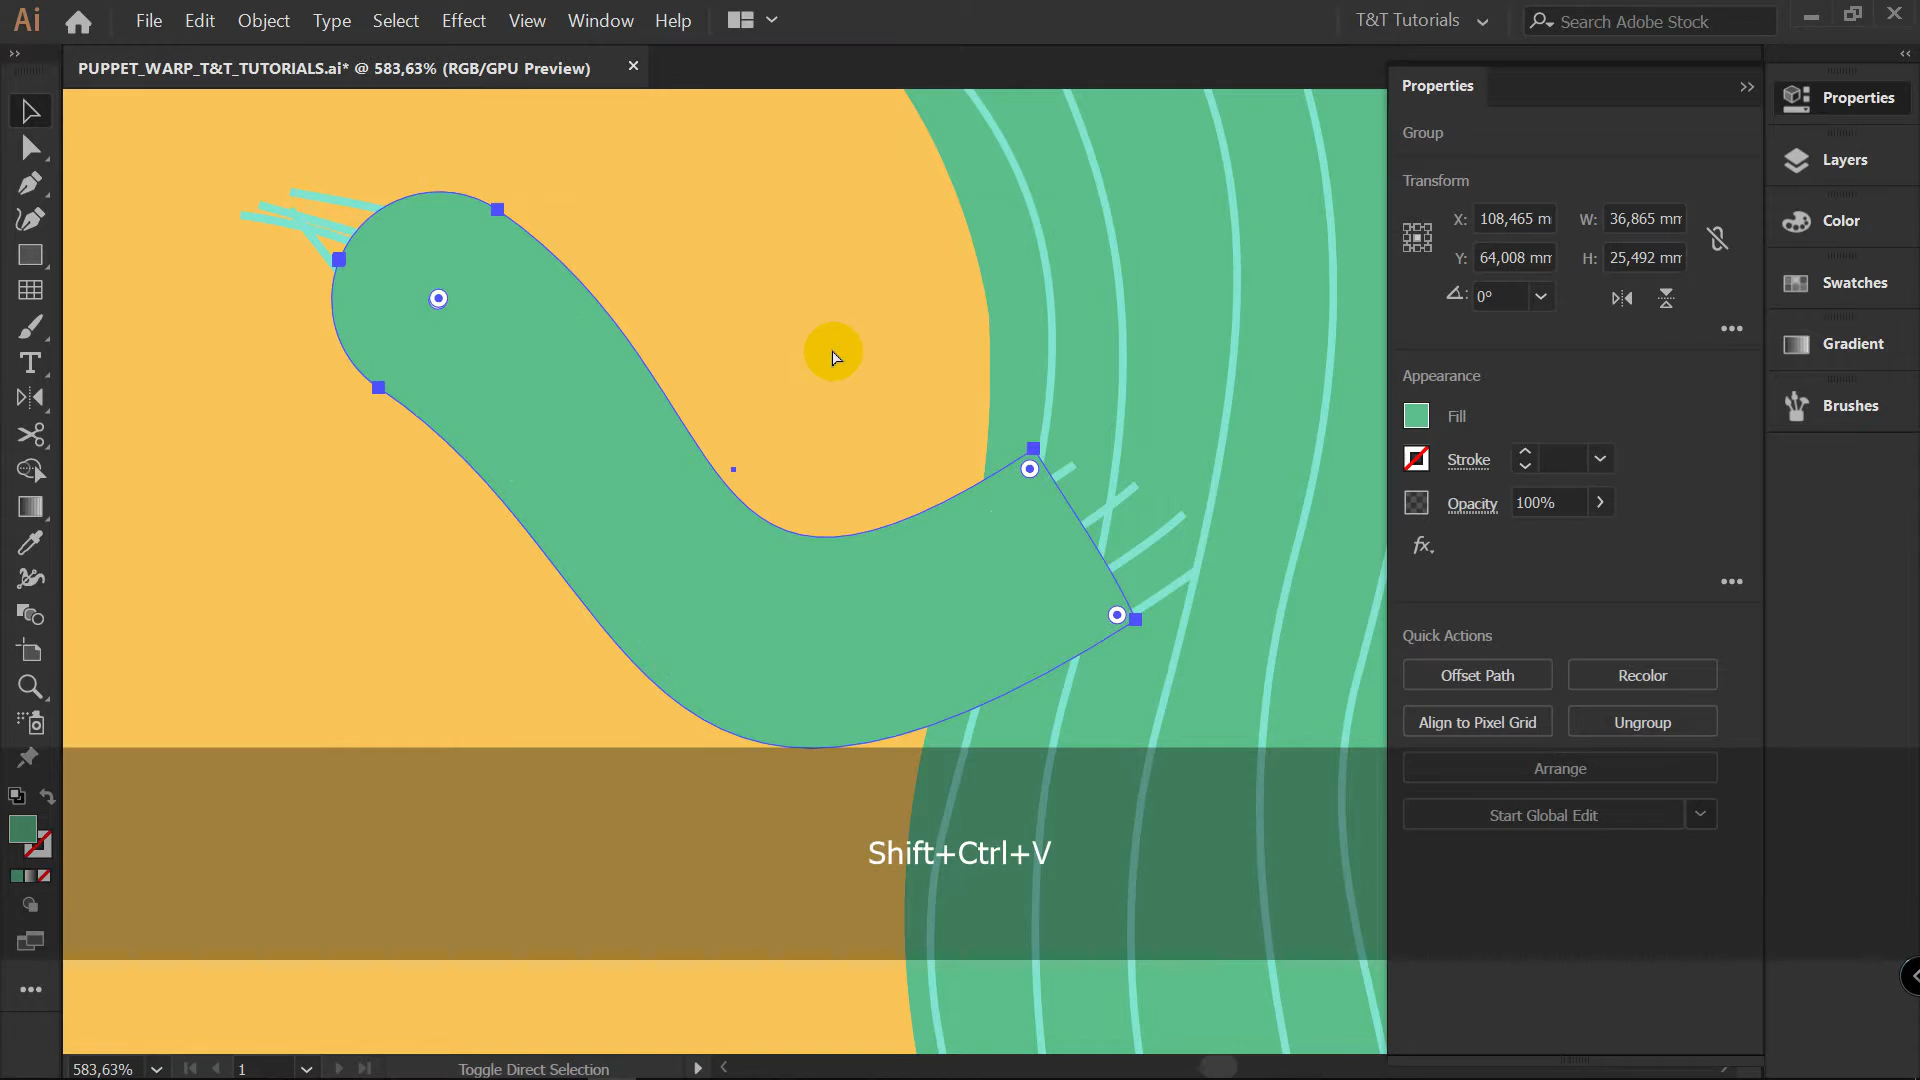 Ai File Edit Object Type Select Effect View Window Help T&T Tutorials Search Adobe Stock
PUPPET_WARP_T&T_TUTORIALS.ai* @ 583,63% (RGB/GPU Preview) ×
Properties
Group
Transform
X: 108,465 m W: 36,865 mm
Y: 64,008 mm H: 25,492 mm
0°
Appearance
Fill
Stroke
Opacity 100%
fx
Quick Actions
Offset Path Recolor
Align to Pixel Grid Ungroup
Arrange
Start Global Edit
Properties
Layers
Color
Swatches
Gradient
Brushes
Shift+Ctrl+V
583,63% 1 Toggle Direct Selection